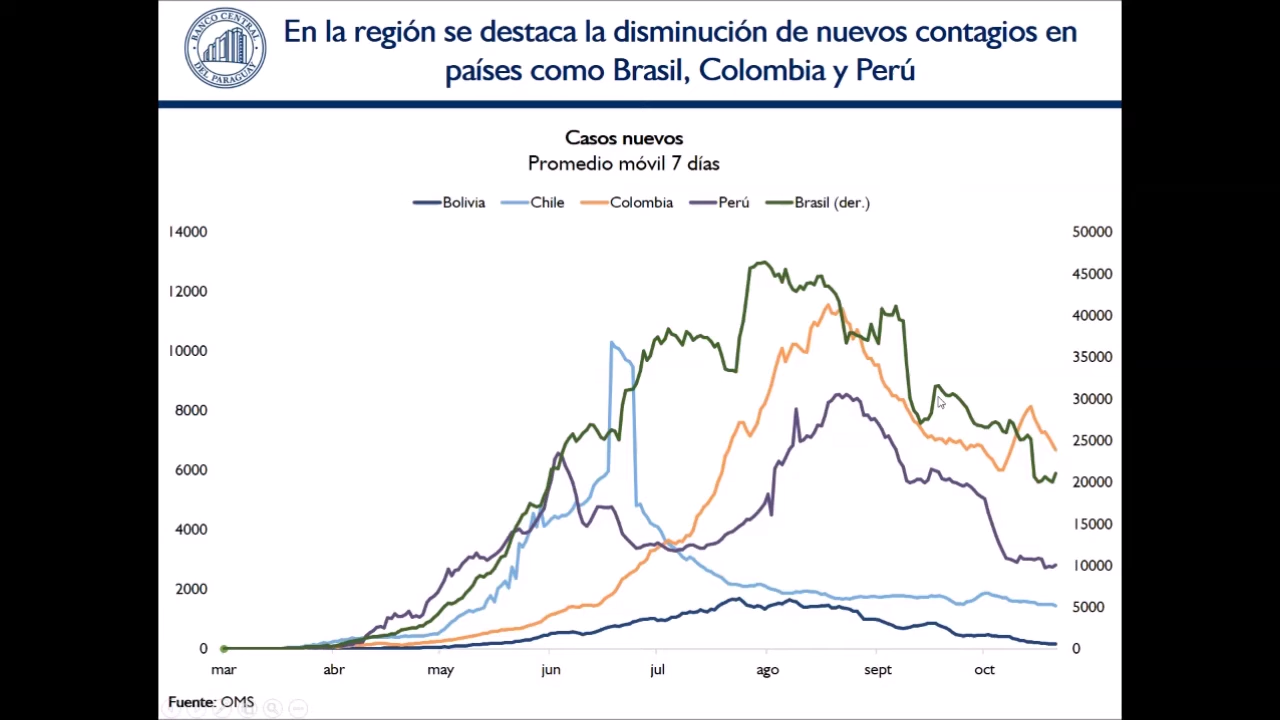 BANCO CENTRAL
DEL PARAGUAY
En la región se destaca la disminución de nuevos contagios en
países como Brasil, Colombia y Perú
Casos nuevos
Promedio móvil 7 días
Bolivia Chile Colombia Perú Brasil (der.)
14000 50000
12000 45000
10000 40000
8000 35000
6000 30000
4000 25000
2000 20000
0 15000
10000
5000
0
mar abr may jun jul ago sept oct
Fuente: OMS